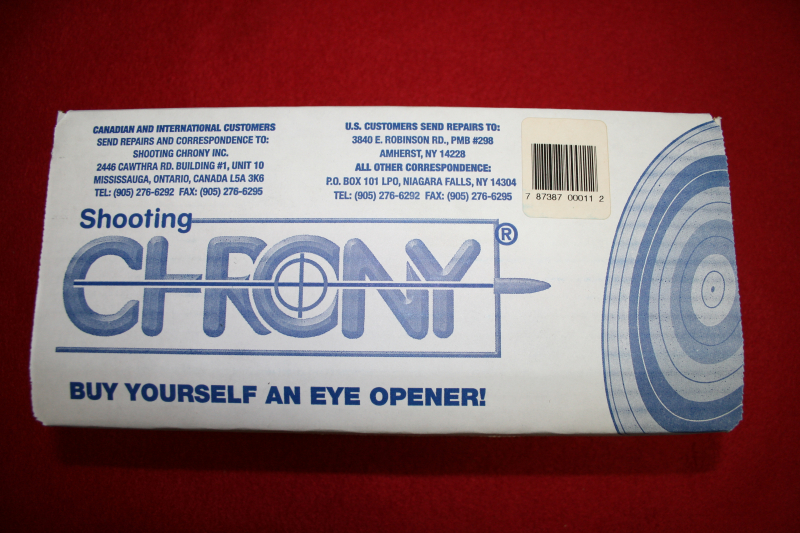 CANADIAN AND INTERNATIONAL CUSTOMERS
SEND REPAIRS AND CORRESPONDENCE TO:
SHOOTING CHRONY INC.
2446 CAWTHRA RD. BUILDING #1, UNIT 10
MISSISSAUGA, ONTARIO, CANADA L5A 3K6
TEL: (905) 276-6292 FAX: (905) 276-6295
U.S. CUSTOMERS SEND REPAIRS TO:
3840 E. ROBINSON RD., PMB #298
AMHERST, NY 14228
ALL OTHER CORRESPONDENCE:
P.O. BOX 101 LPO, NIAGARA FALLS, NY 14304
TEL: (905) 276-6292 FAX: (905) 276-6295
7 87387 00011 2
Shooting
CHRONY®
BUY YOURSELF AN EYE OPENER!